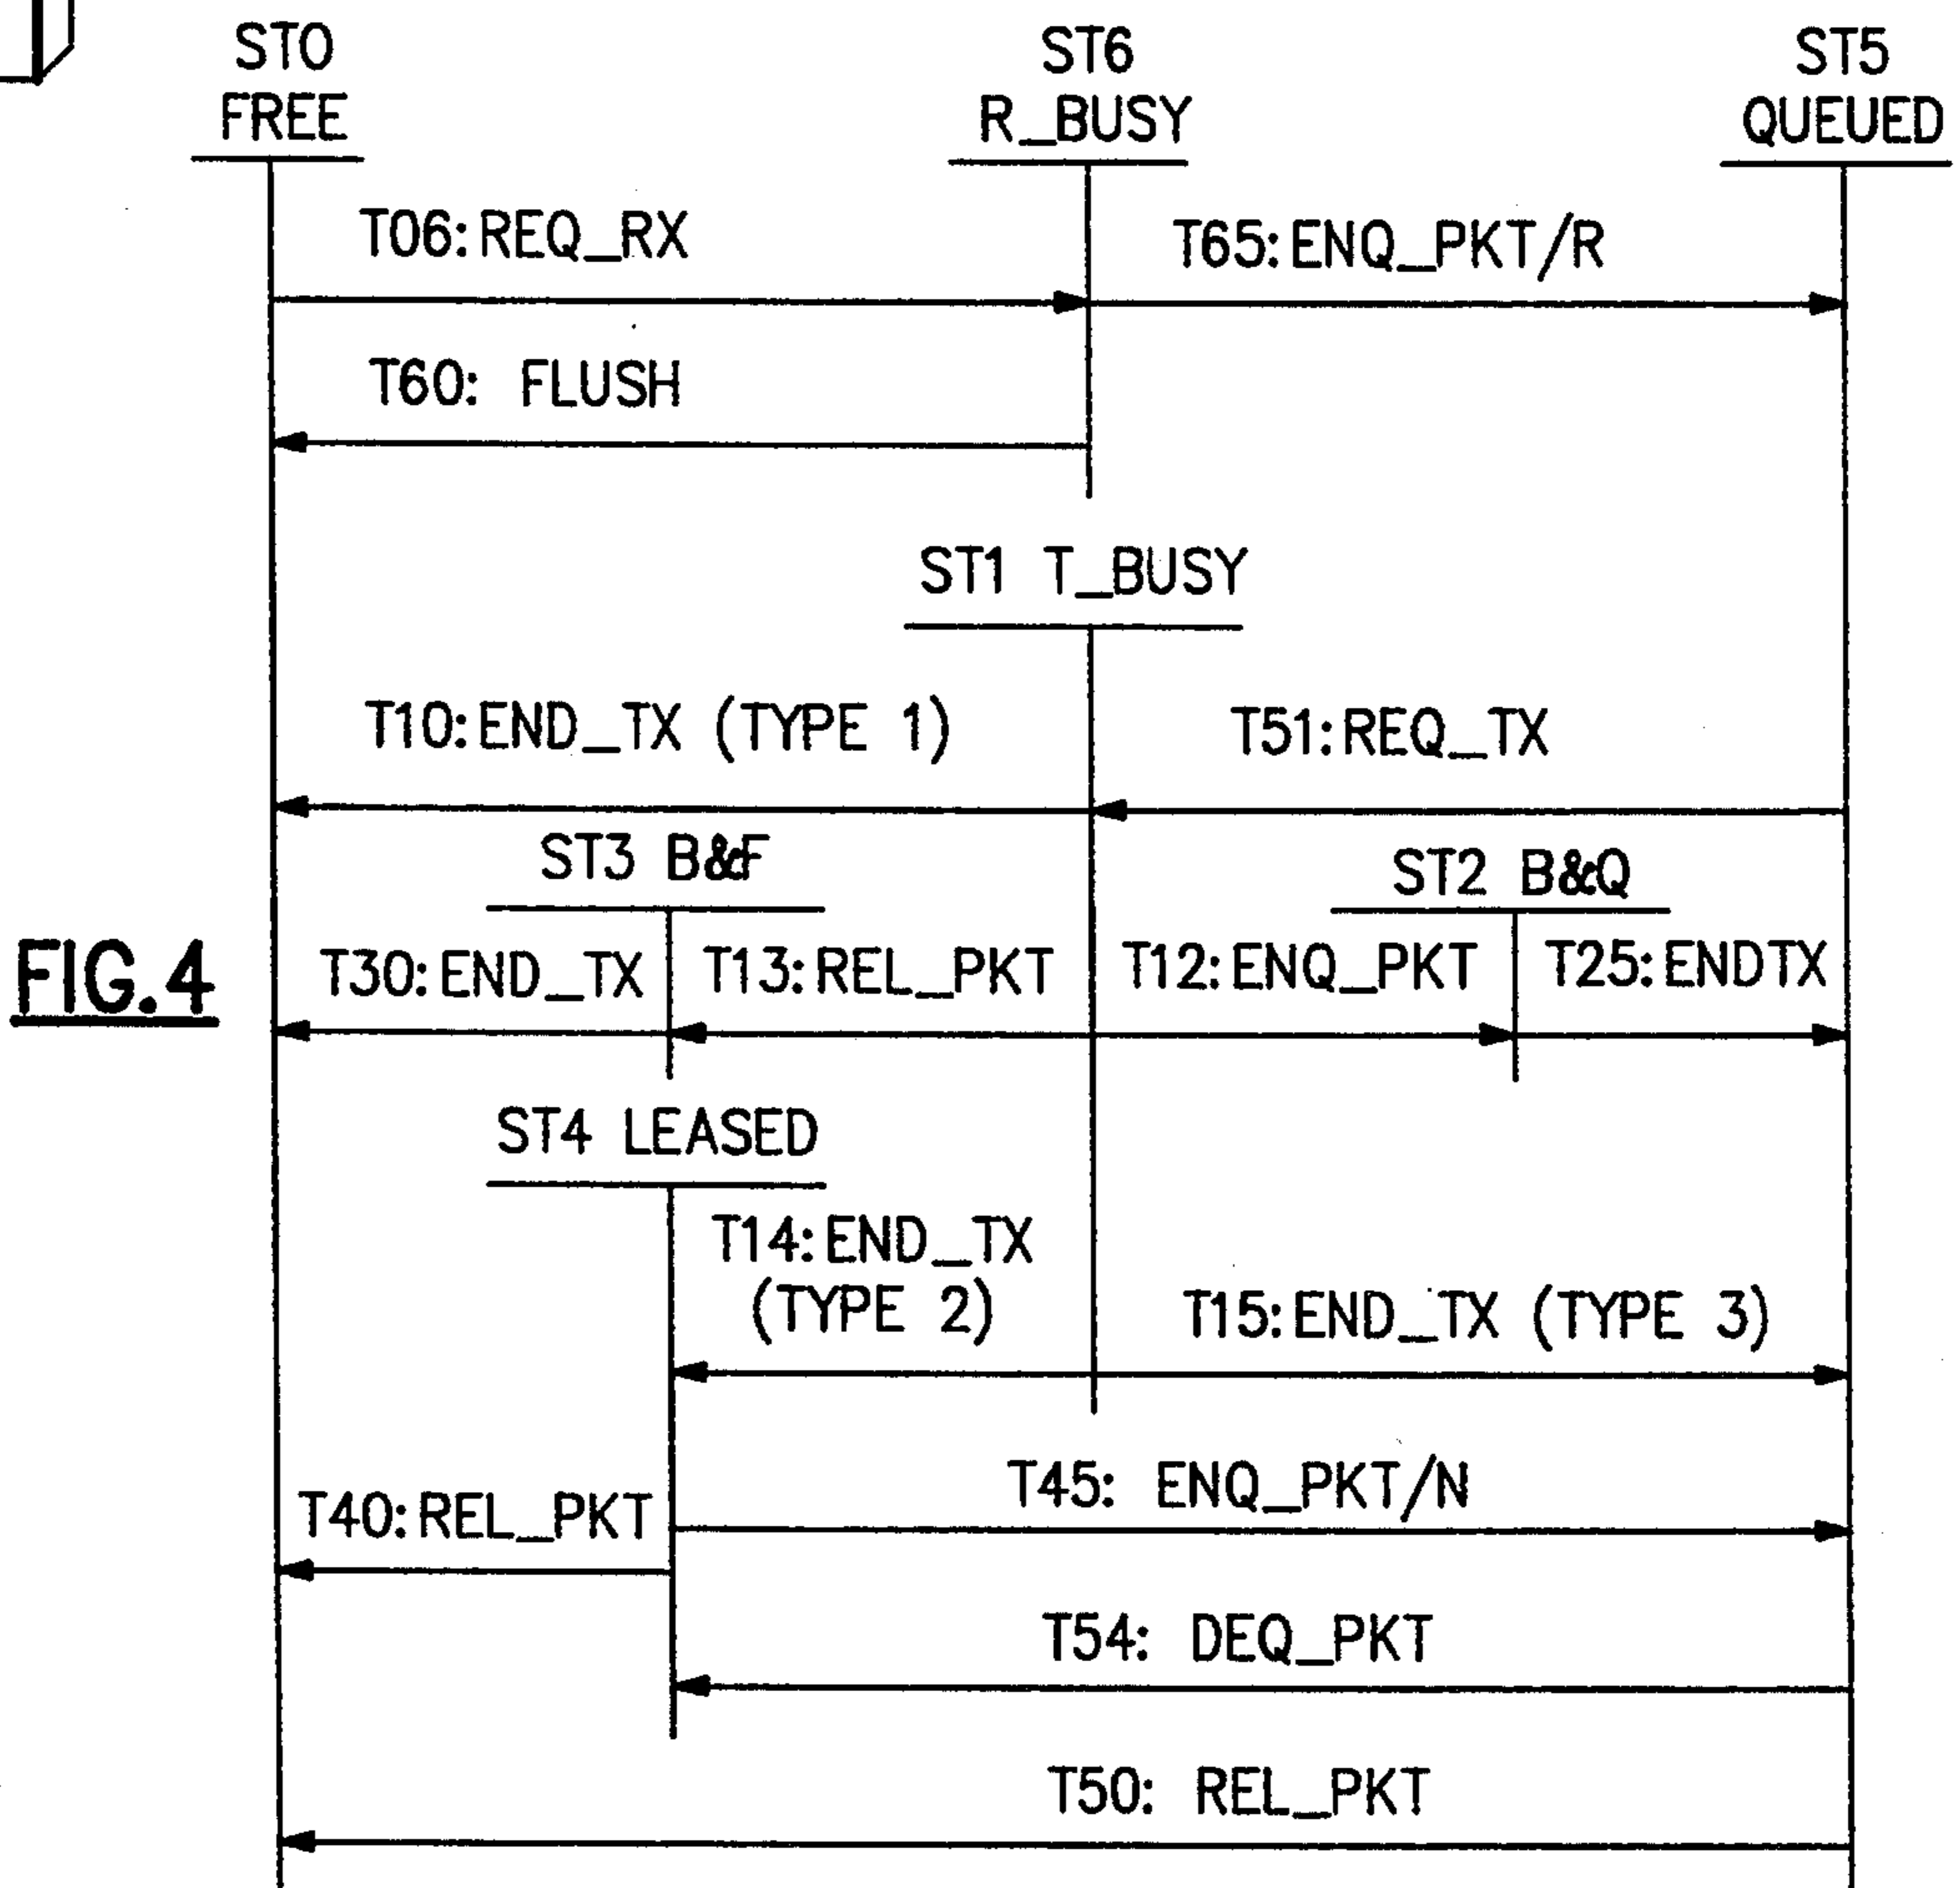 ST0
FREE
ST6
R_BUSY
ST5
QUEUED
T06:REQ_RX
T65:ENQ_PKT/R
T60: FLUSH
ST1 T_BUSY
T10:END_TX (TYPE 1)
T51:REQ_TX
ST3 B&F
ST2 B&Q
FIG.4
T30:END_TX
T13:REL_PKT
T12:ENQ_PKT
T25:ENDTX
ST4 LEASED
T14:END_TX
(TYPE 2)
T15:END_TX (TYPE 3)
T45: ENQ_PKT/N
T40:REL_PKT
T54: DEQ_PKT
T50: REL_PKT